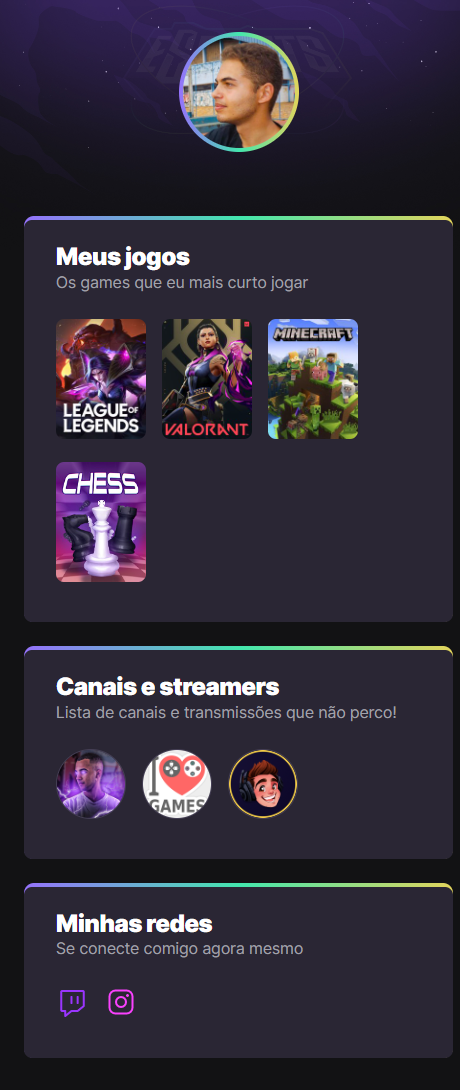 ESPORTS
Meus jogos
Os games que eu mais curto jogar
LEAGUE OF
LEGENDS
VALORANT
MINECRAFT
CHESS
Canais e streamers
Lista de canais e transmissões que não perco!
I
GAMES
Minhas redes
Se conecte comigo agora mesmo